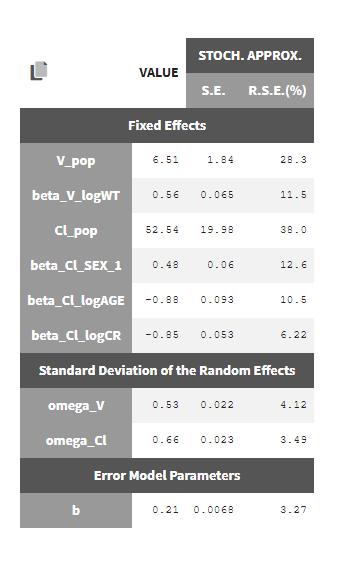 STOCH. APPROX.
VALUE
S.E. R.S.E.(%)
Fixed Effects
V_pop 6.51 1.84 28.3
beta_V_logWT 0.56 0.065 11.5
Cl_pop 52.54 19.98 38.0
beta_Cl_SEX_1 0.48 0.06 12.6
beta_Cl_logAGE -0.88 0.093 10.5
beta_Cl_logCR -0.85 0.053 6.22
Standard Deviation of the Random Effects
omega_V 0.53 0.022 4.12
omega_Cl 0.66 0.023 3.49
Error Model Parameters
b 0.21 0.0068 3.27